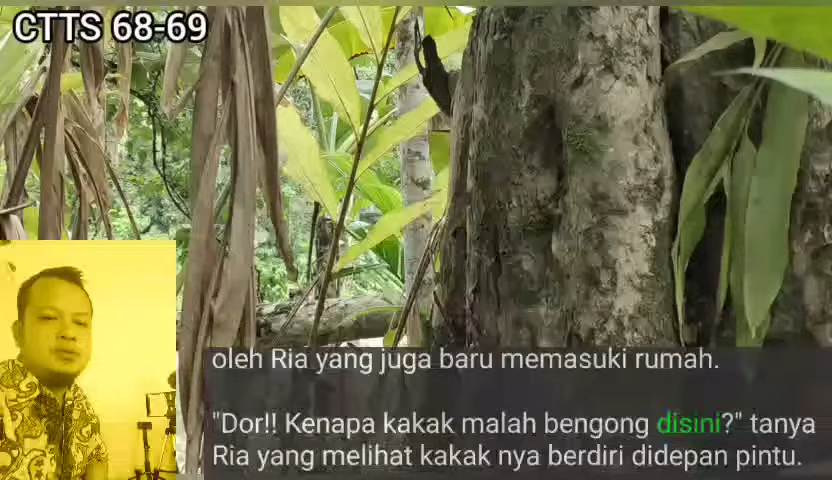 CTTS 68-69
oleh Ria yang juga baru memasuki rumah.
"Dor!! Kenapa kakak malah bengong disini?" tanya
Ria yang melihat kakak nya berdiri didepan pintu.